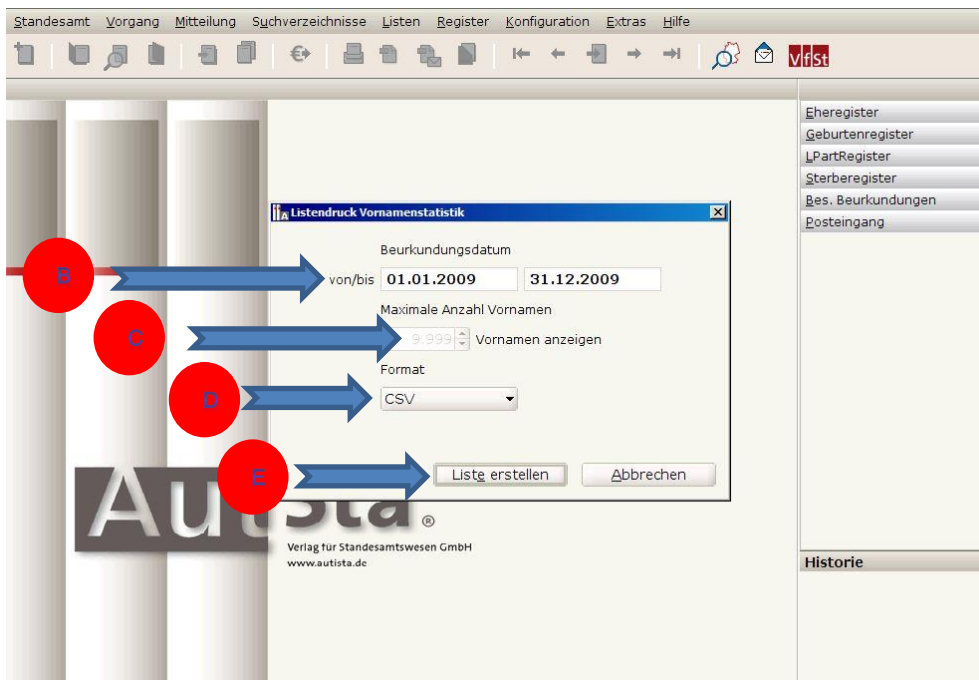 Standesamt Vorgang Mitteilung Suchverzeichnisse Listen Register Konfiguration Extras Hilfe
VfSt
Eheregister
Geburtenregister
LPartRegister
Sterberegister
Bes. Beurkundungen
Posteingang
Listendruck Vornamenstatistik
Beurkundungsdatum
B
von/bis 01.01.2009 31.12.2009
Maximale Anzahl Vornamen
C
9.999 Vornamen anzeigen
Format
D
CSV
E
Liste erstellen Abbrechen
AutiSta ®
Verlag für Standesamtswesen GmbH
www.autista.de
Historie